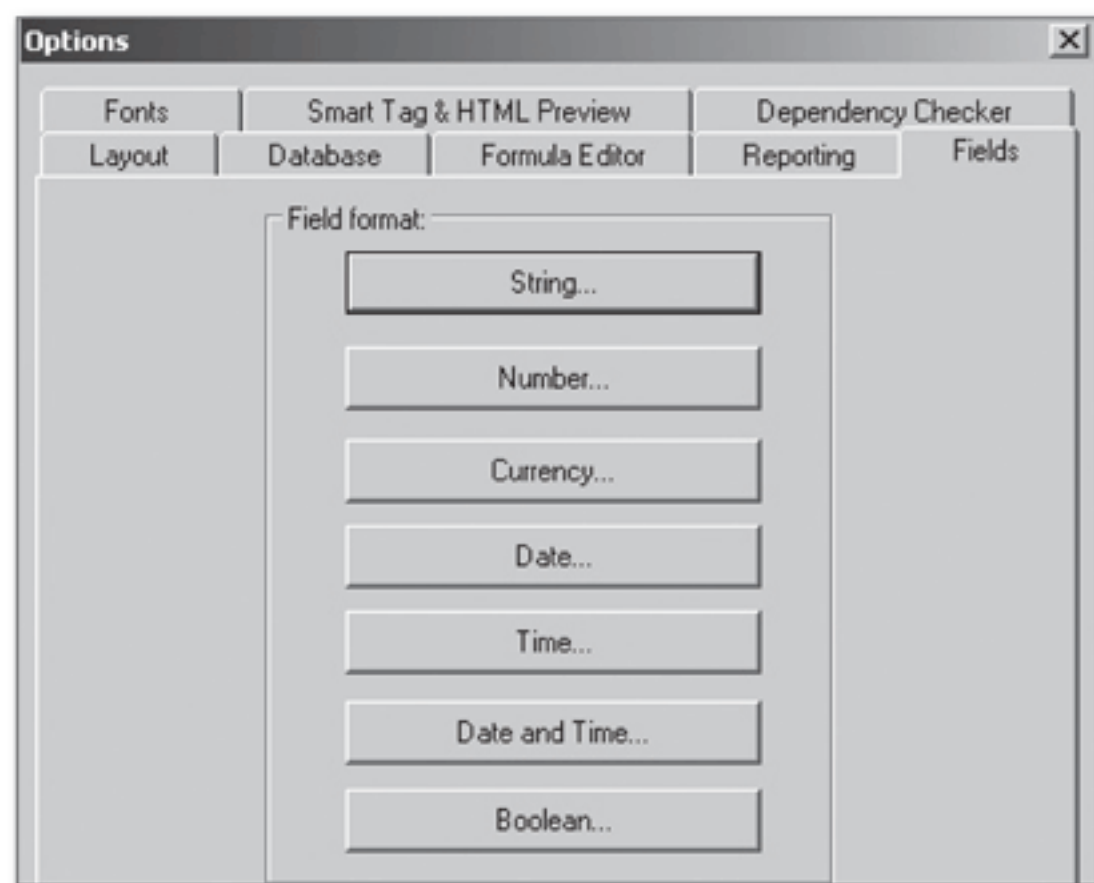 Options
Fonts Smart Tag & HTML Preview Dependency Checker
Layout Database Formula Editor Reporting Fields
Field format:
String...
Number...
Currency...
Date...
Time...
Date and Time...
Boolean...